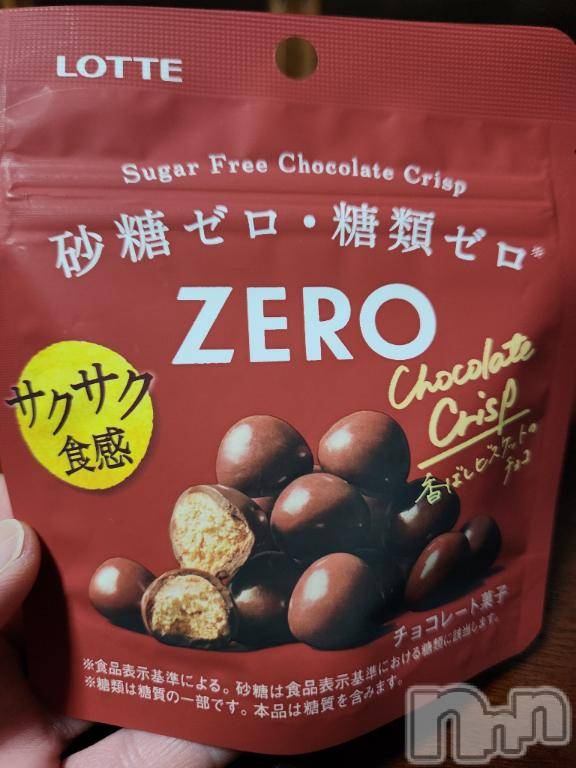 LOTTE
Sugar Free Chocolate Crisp
砂糖ゼロ・糖類ゼロ※
ZERO
サクサク
食感
Chocolate
Crisp
香ばしビスケットの
チョコ
チョコレート菓子
※食品表示基準による。砂糖は食品表示基準における糖類に該当します。
※糖類は糖質の一部です。本品は糖質を含みます。
nnn